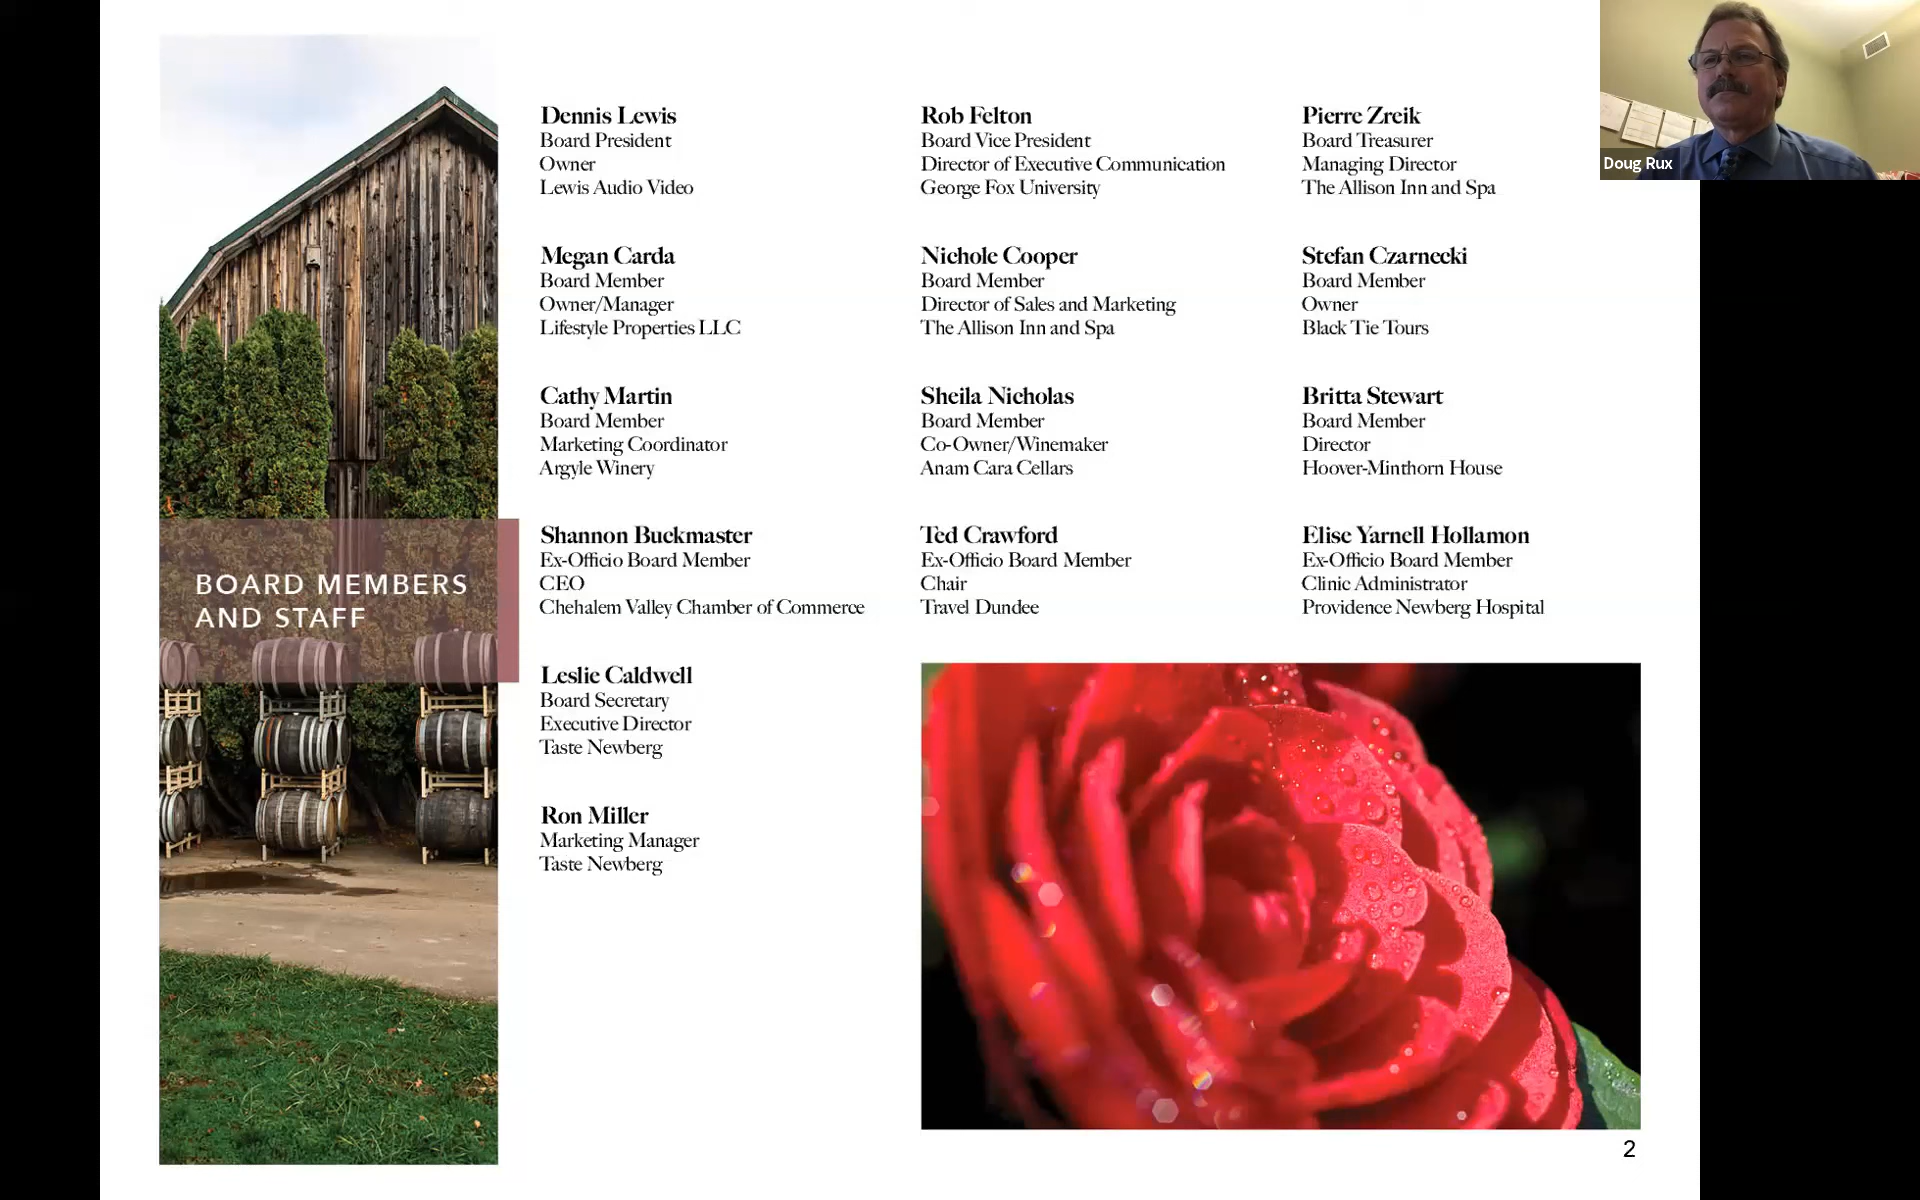 BOARD MEMBERS
AND STAFF
Dennis Lewis
Board President
Owner
Lewis Audio Video
Rob Felton
Board Vice President
Director of Executive Communication
George Fox University
Pierre Zreik
Board Treasurer
Managing Director
The Allison Inn and Spa
Megan Carda
Board Member
Owner/Manager
Lifestyle Properties LLC
Nichole Cooper
Board Member
Director of Sales and Marketing
The Allison Inn and Spa
Stefan Czarnecki
Board Member
Owner
Black Tie Tours
Cathy Martin
Board Member
Marketing Coordinator
Argyle Winery
Sheila Nicholas
Board Member
Co-Owner/Winemaker
Anam Cara Cellars
Britta Stewart
Board Member
Director
Hoover-Minthorn House
Shannon Buckmaster
Ex-Officio Board Member
CEO
Chehalem Valley Chamber of Commerce
Ted Crawford
Ex-Officio Board Member
Chair
Travel Dundee
Elise Yarnell Hollamon
Ex-Officio Board Member
Clinic Administrator
Providence Newberg Hospital
Leslie Caldwell
Board Secretary
Executive Director
Taste Newberg
Ron Miller
Marketing Manager
Taste Newberg
2
Doug Rux